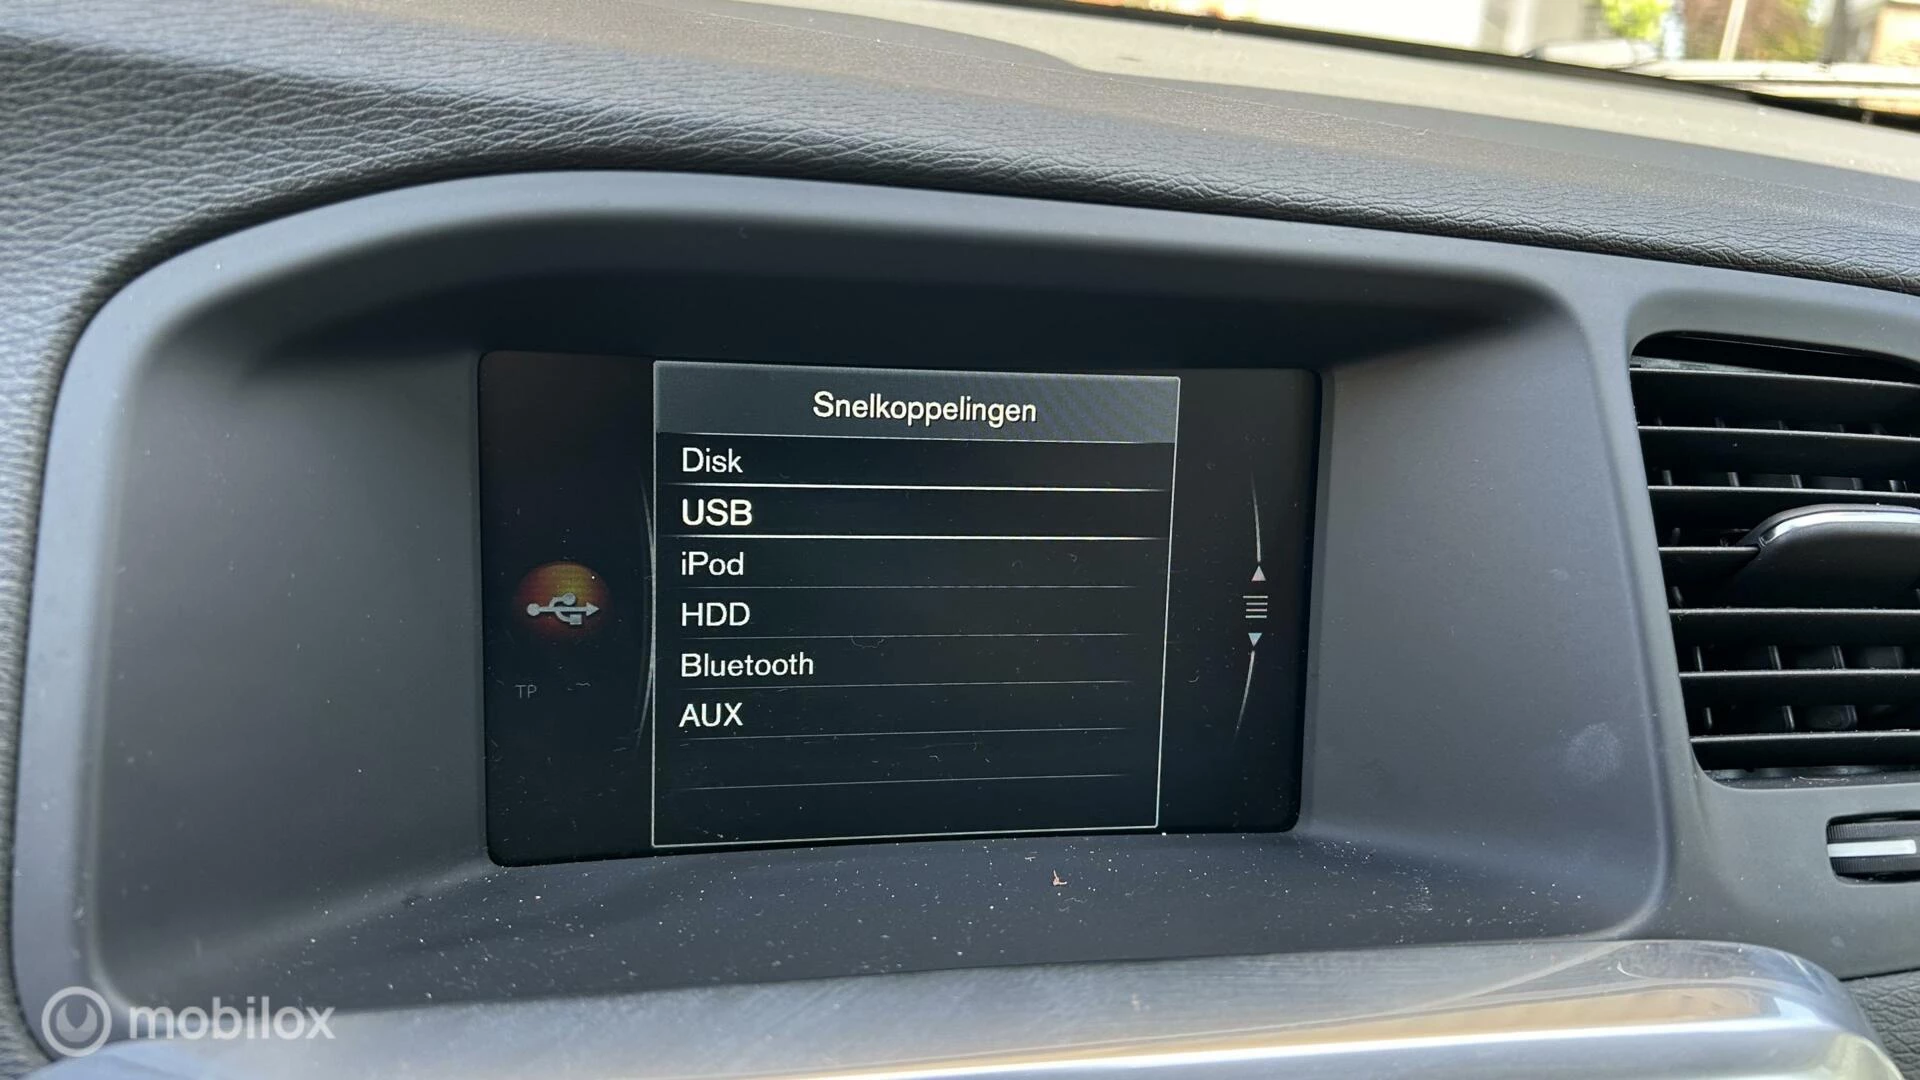 Snelkoppelingen
Disk
USB
iPod
HDD
Bluetooth
AUX
TP
mobilox